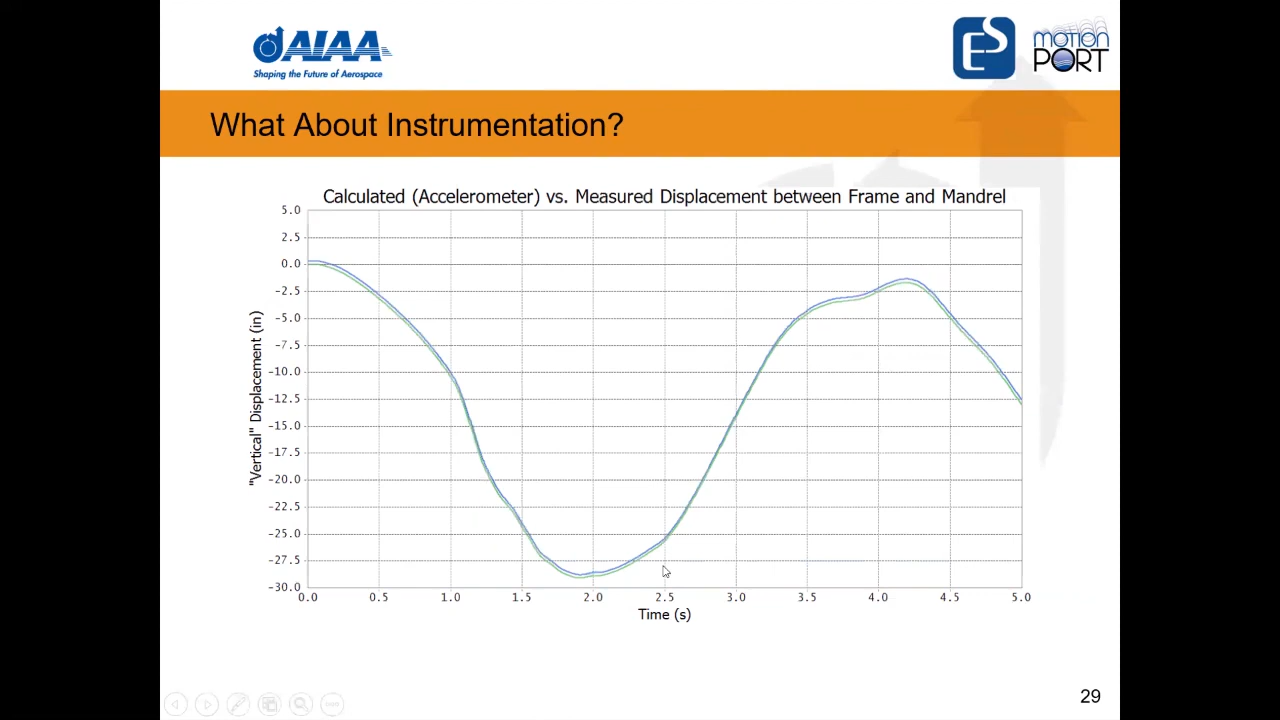 AIAA
Shaping the Future of Aerospace
ES
motion
PORT
What About Instrumentation?
Calculated (Accelerometer) vs. Measured Displacement between Frame and Mandrel
"Vertical" Displacement (in)
5.0
2.5
0.0
-2.5
-5.0
-7.5
-10.0
-12.5
-15.0
-17.5
-20.0
-22.5
-25.0
-27.5
-30.0
0.0 0.5 1.0 1.5 2.0 2.5 3.0 3.5 4.0 4.5 5.0
Time (s)
29